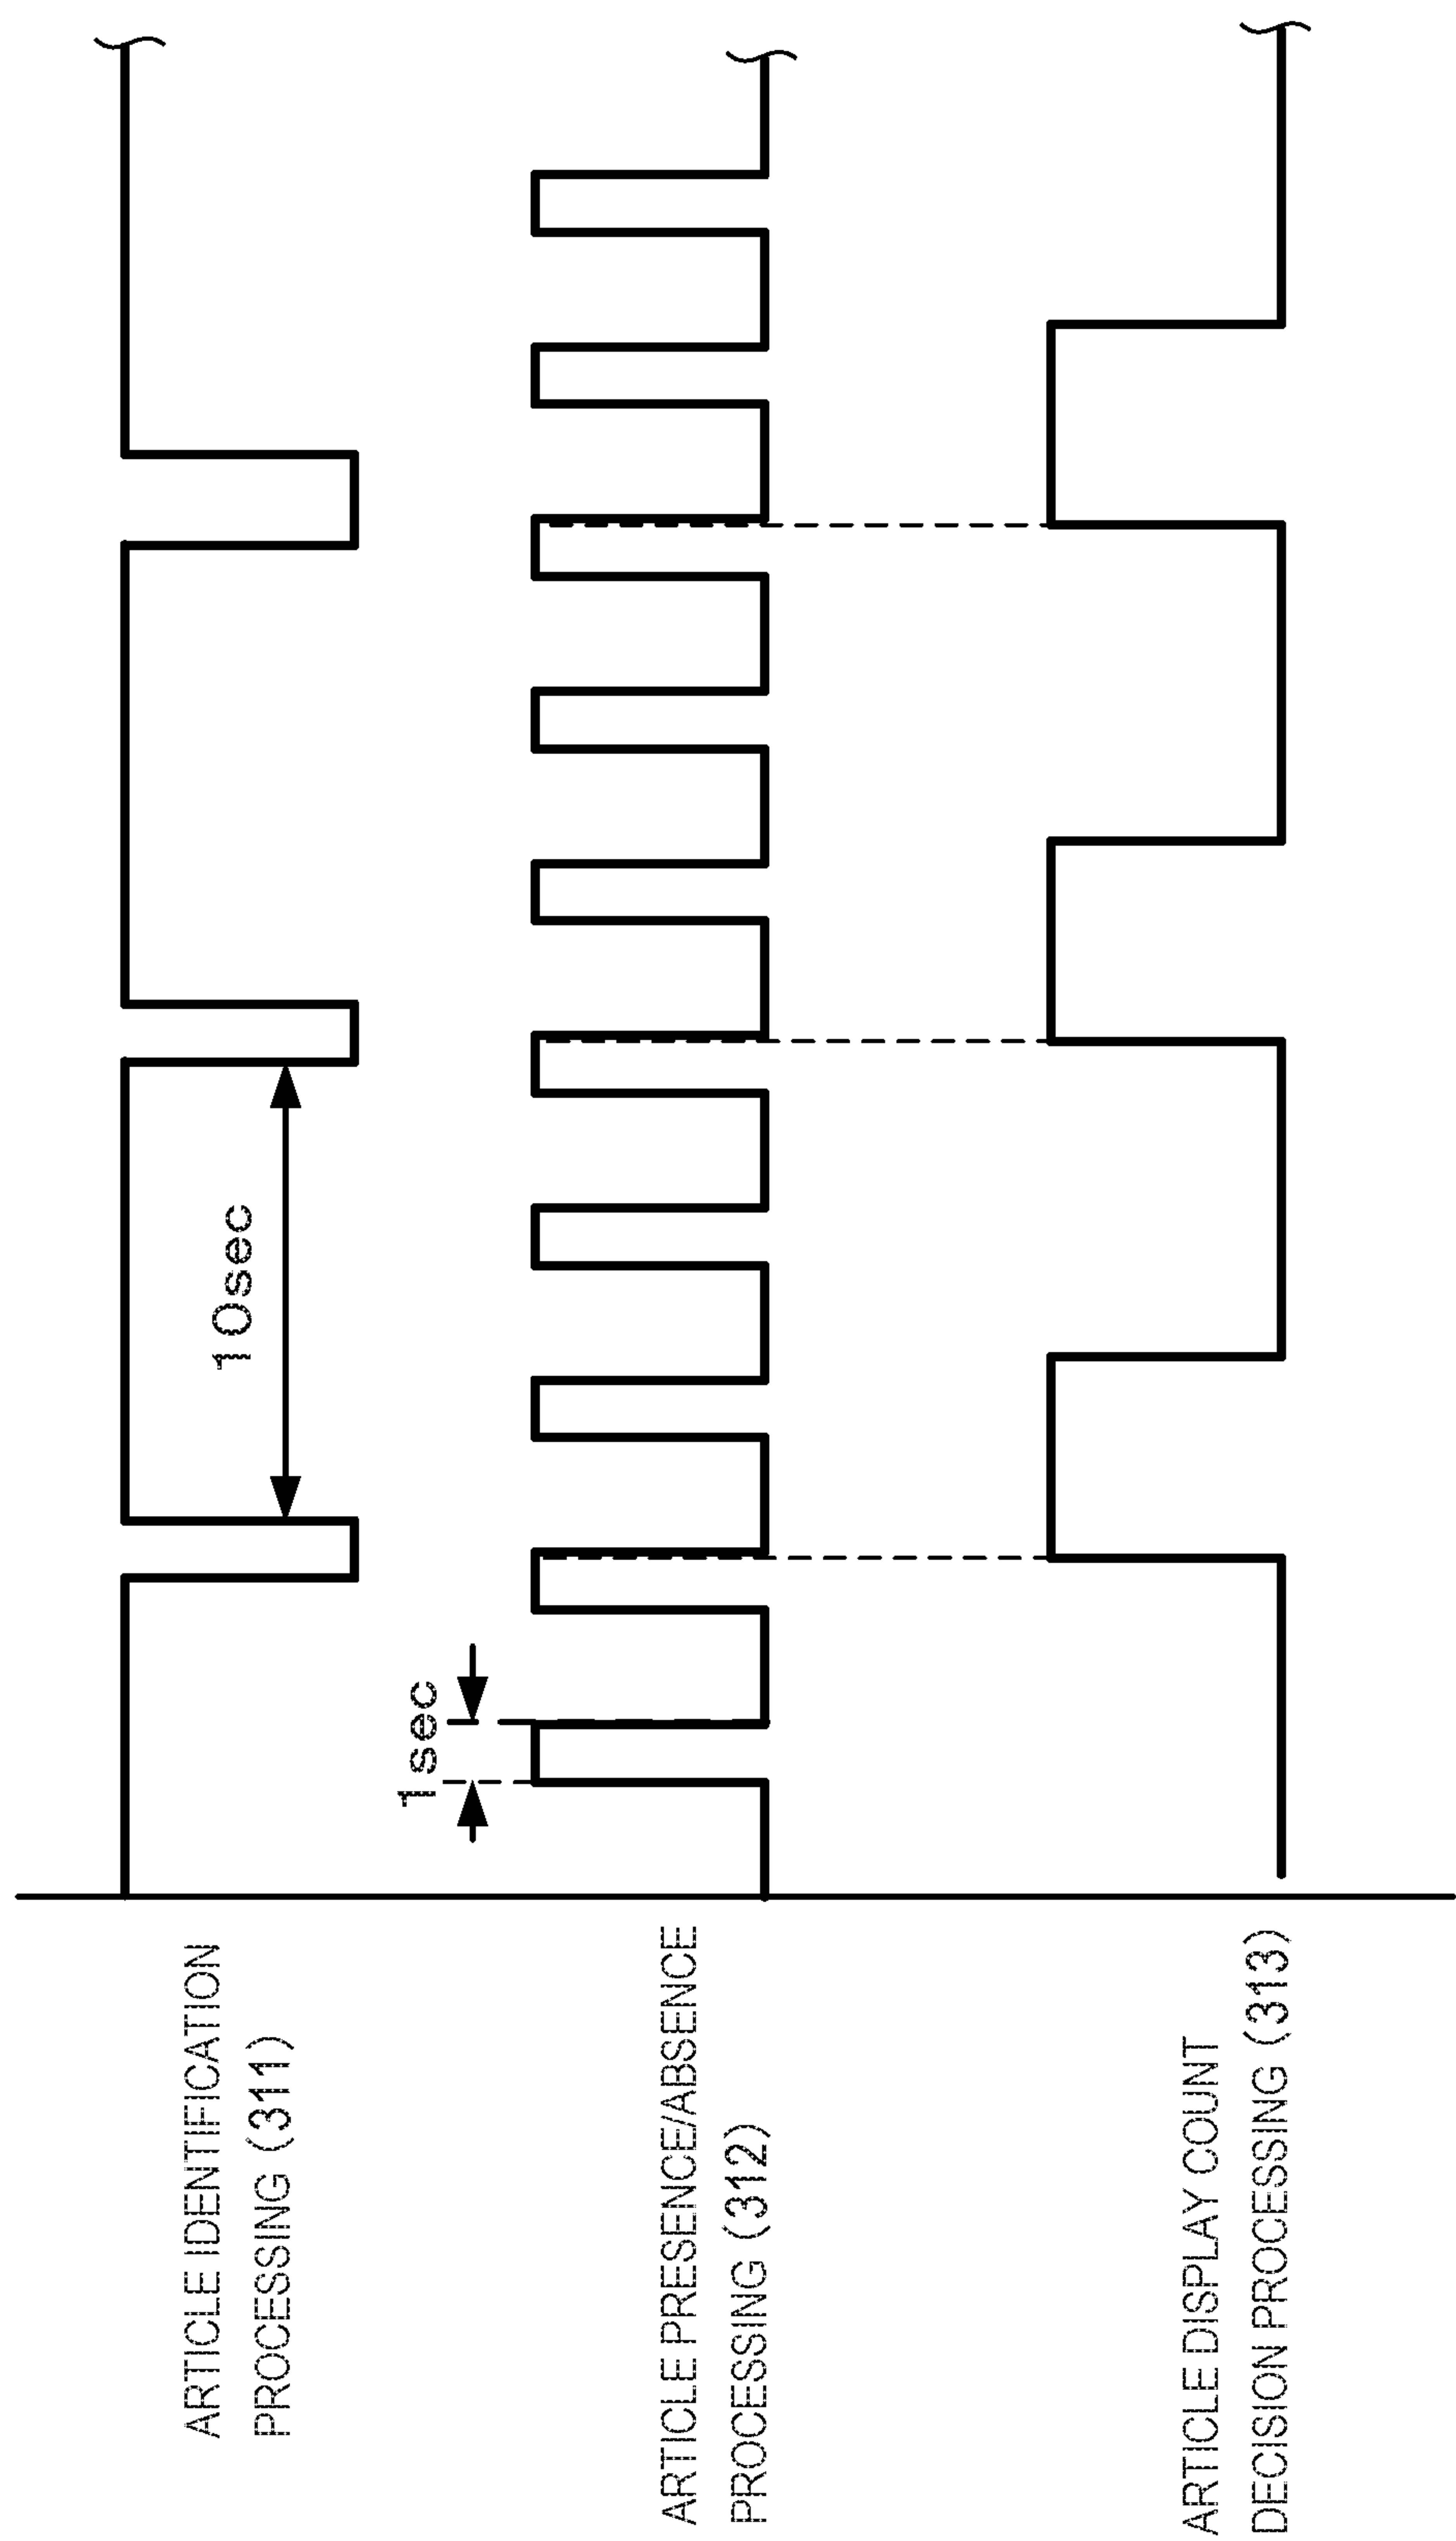 ARTICLE IDENTIFICATION
PROCESSING (311)
10sec
ARTICLE PRESENCE/ABSENCE
PROCESSING (312)
1sec
ARTICLE DISPLAY COUNT
DECISION PROCESSING (313)